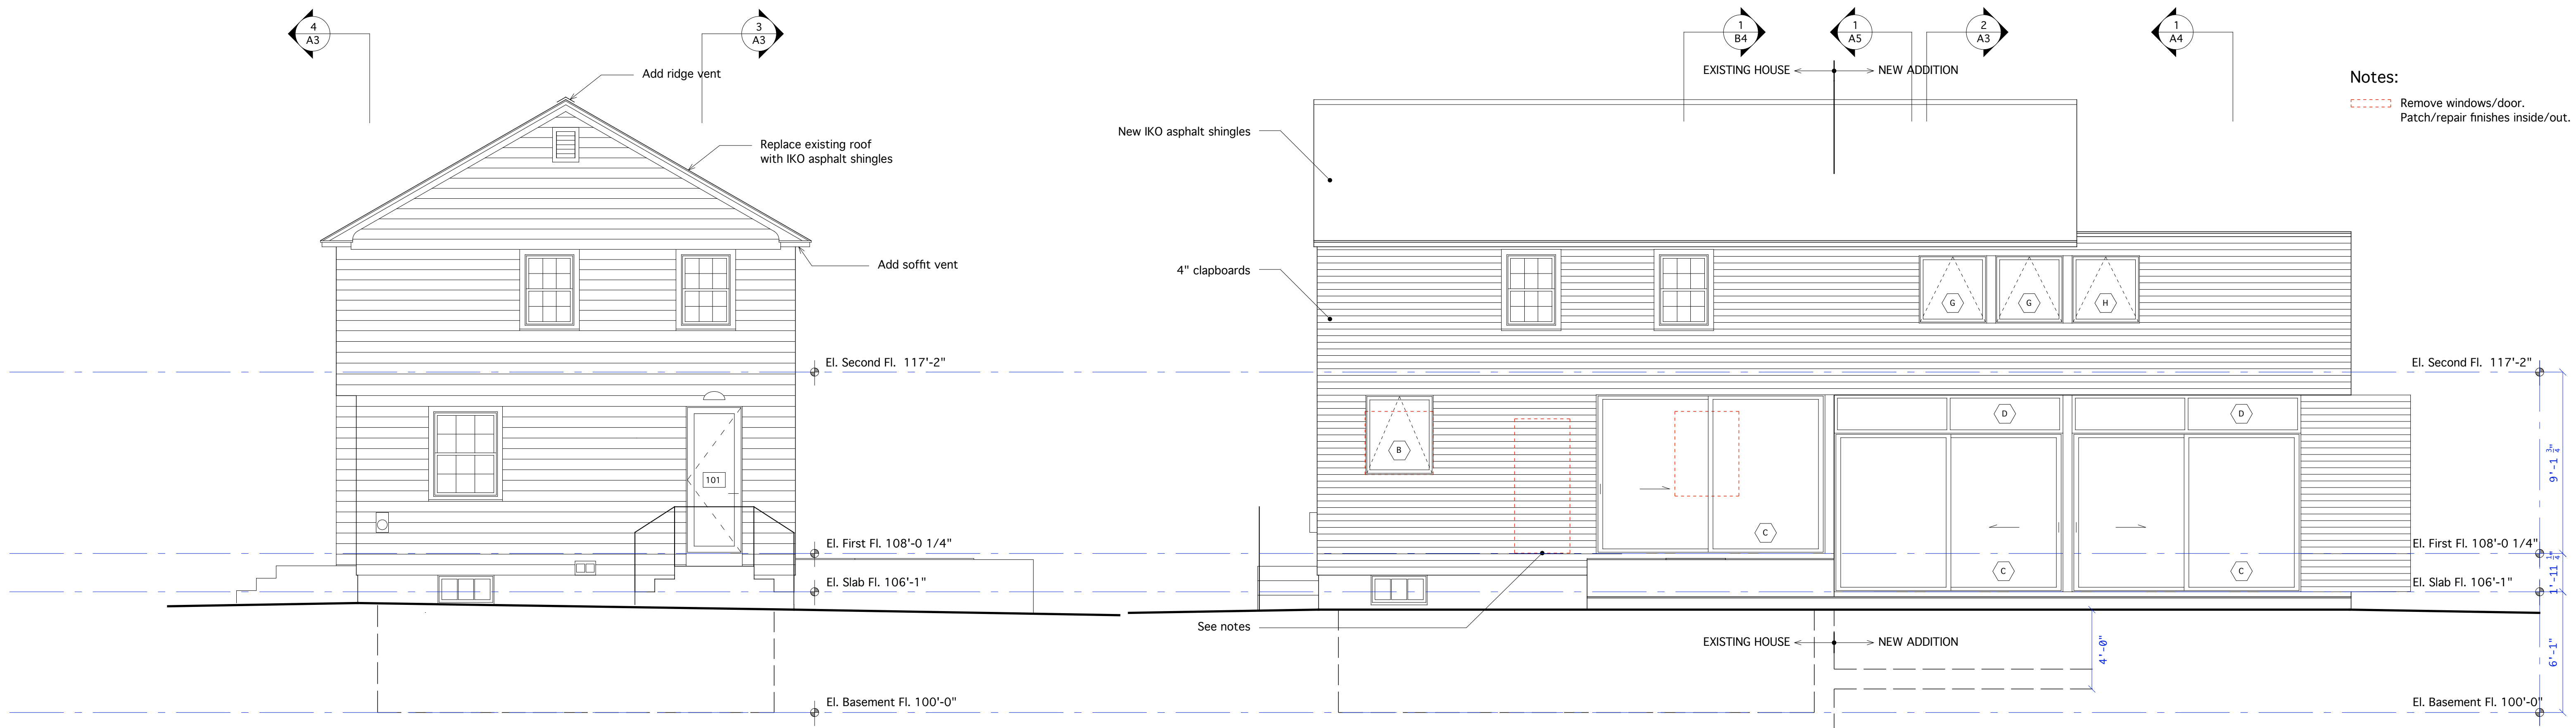 4
A3
3
A3
Add ridge vent
Replace existing roof
with IKO asphalt shingles
Add soffit vent
El. Second Fl.  117'-2"
101
El. First Fl. 108'-0 1/4"
El. Slab Fl. 106'-1"
El. Basement Fl. 100'-0"
1
B4
1
A5
2
A3
1
A4
EXISTING HOUSE
NEW ADDITION
Notes:
Remove windows/door.
Patch/repair finishes inside/out.
New IKO asphalt shingles
4" clapboards
G
G
H
El. Second Fl.  117'-2"
B
D
D
9'-1 3/4"
C
El. First Fl. 108'-0 1/4"
C
C
1'-11 1/4"
El. Slab Fl. 106'-1"
See notes
EXISTING HOUSE
NEW ADDITION
4'-0"
6'-1"
El. Basement Fl. 100'-0"